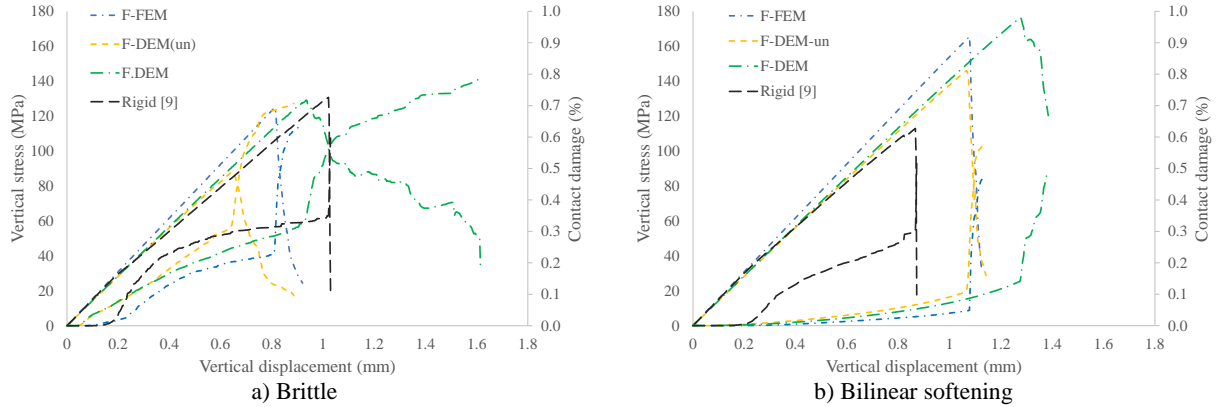 180
160
140
120
100
80
60
40
20
0
Vertical stress (MPa)
F-FEM
F-DEM(un)
F.DEM
Rigid [9]
1.0
0.9
0.8
0.7
0.6
0.5
0.4
0.3
0.2
0.1
0.0
Contact damage (%)
0 0.2 0.4 0.6 0.8 1 1.2 1.4 1.6 1.8
Vertical displacement (mm)
a) Brittle
180
160
140
120
100
180
60
40
20
0
Vertical stress (MPa)
F-FEM
F-DEM-un
F-DEM
Rigid [9]
1.0
0.9
0.8
0.7
0.6
0.5
0.4
0.3
0.2
0.1
0.0
Contact damage (%)
0 0.2 0.4 0.6 0.8 1 1.2 1.4 1.6 1.8
Vertical displacement (mm)
b) Bilinear softening